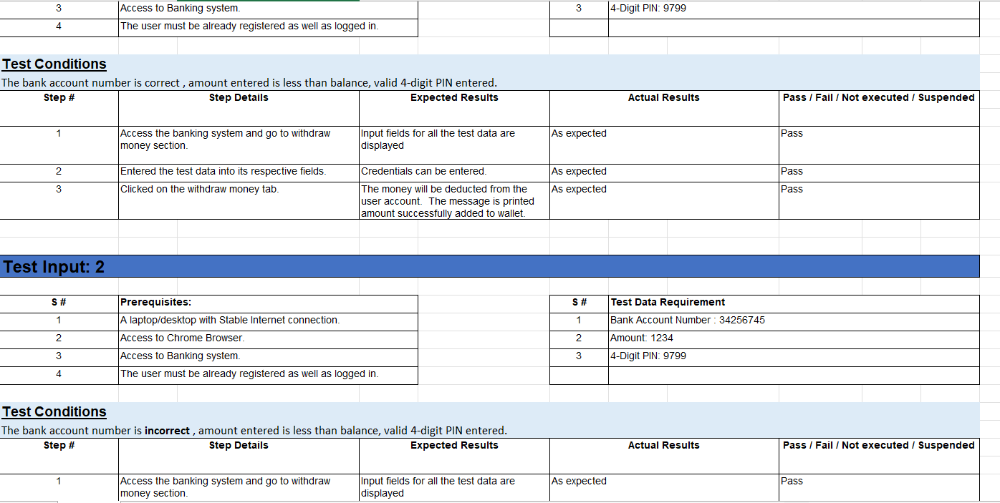 3 Access to Banking system. 3 4-Digit PIN: 9799
4 The user must be already registered as well as logged in.
Test Conditions
The bank account number is correct , amount entered is less than balance, valid 4-digit PIN entered.
Step # Step Details Expected Results Actual Results Pass / Fail / Not executed / Suspended
1 Access the banking system and go to withdraw Input fields for all the test data are As expected Pass
money section. displayed
2 Entered the test data into its respective fields. Credentials can be entered. As expected Pass
3 Clicked on the withdraw money tab. The money will be deducted from the As expected Pass
user account.  The message is printed
amount successfully added to wallet.
Test Input: 2
S # Prerequisites: S # Test Data Requirement
1 A laptop/desktop with Stable Internet connection. 1 Bank Account Number : 34256745
2 Access to Chrome Browser. 2 Amount: 1234
3 Access to Banking system. 3 4-Digit PIN: 9799
4 The user must be already registered as well as logged in.
Test Conditions
The bank account number is incorrect , amount entered is less than balance, valid 4-digit PIN entered.
Step # Step Details Expected Results Actual Results Pass / Fail / Not executed / Suspended
1 Access the banking system and go to withdraw Input fields for all the test data are As expected Pass
money section. displayed